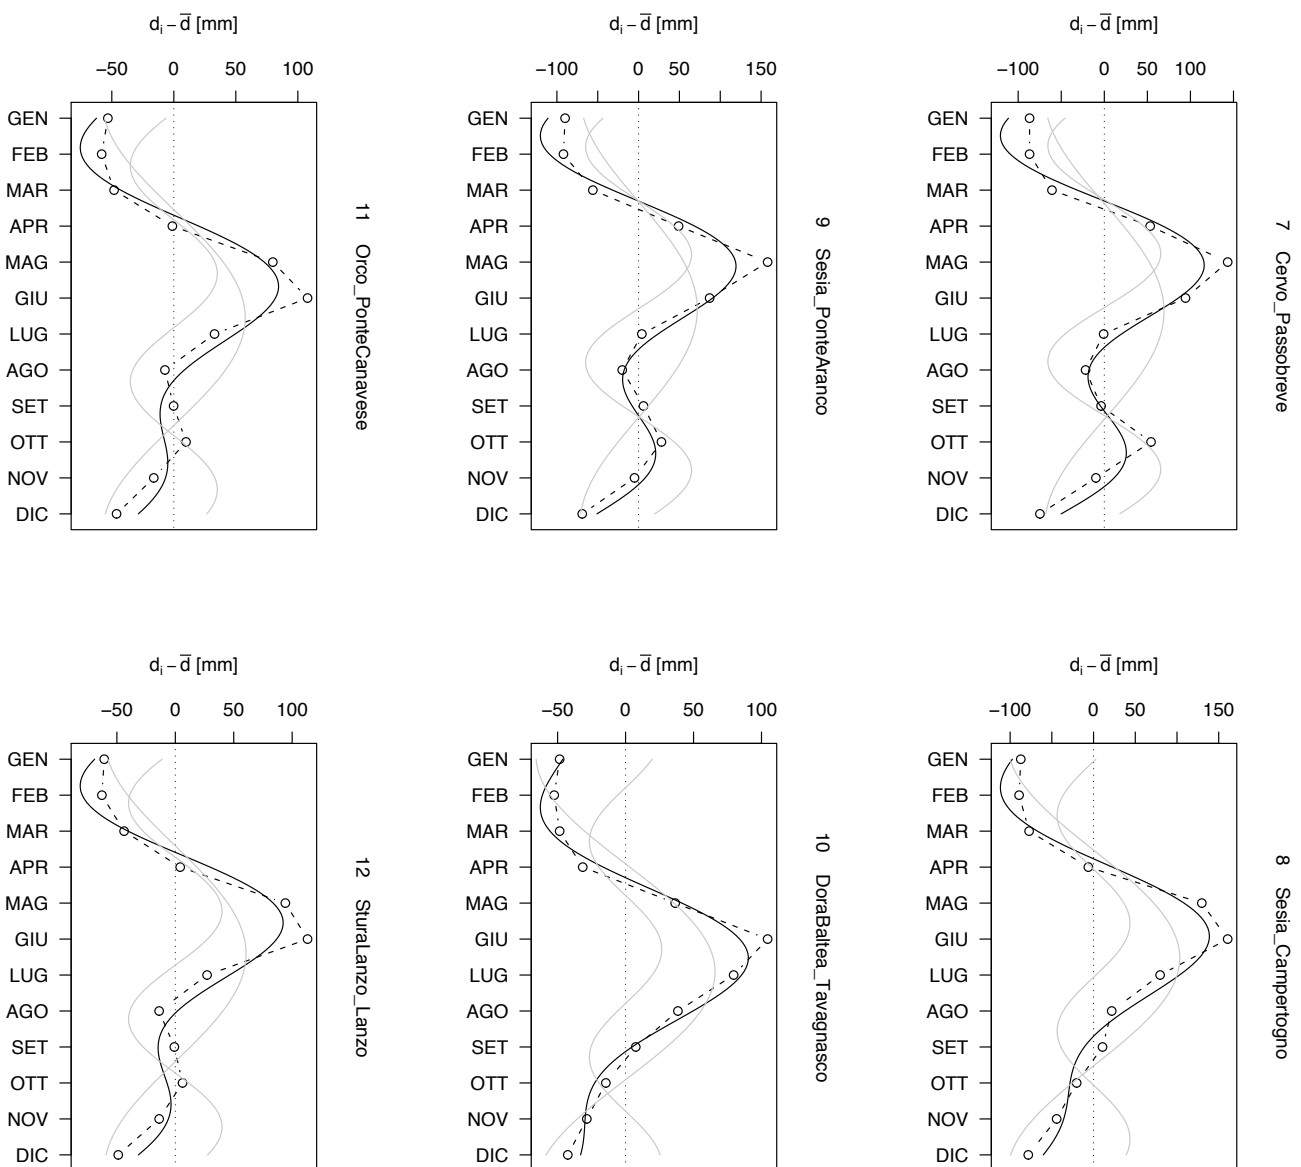 dᵢ – d̅ [mm]
−50 0 50 100
GEN
FEB
MAR
APR
MAG
GIU
LUG
AGO
SET
OTT
NOV
DIC
11 Orco_PonteCanavese
dᵢ – d̅ [mm]
−100 0 50 150
GEN
FEB
MAR
APR
MAG
GIU
LUG
AGO
SET
OTT
NOV
DIC
9 Sesia_PonteAranco
dᵢ – d̅ [mm]
−100 0 50 100
GEN
FEB
MAR
APR
MAG
GIU
LUG
AGO
SET
OTT
NOV
DIC
7 Cervo_Passobreve
dᵢ – d̅ [mm]
−50 0 50 100
GEN
FEB
MAR
APR
MAG
GIU
LUG
AGO
SET
OTT
NOV
DIC
12 SturaLanzo_Lanzo
dᵢ – d̅ [mm]
−50 0 50 100
GEN
FEB
MAR
APR
MAG
GIU
LUG
AGO
SET
OTT
NOV
DIC
10 DoraBaltea_Tavagnasco
dᵢ – d̅ [mm]
−100 0 50 150
GEN
FEB
MAR
APR
MAG
GIU
LUG
AGO
SET
OTT
NOV
DIC
8 Sesia_Campertogno